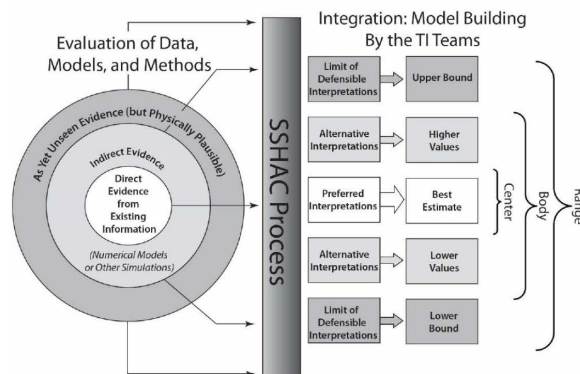 Evaluation of Data,
Models, and Methods
As Yet Unseen Evidence (but Physically Plausible)
Indirect Evidence
Direct
Evidence
from
Existing
Information
(Numerical Models
or Other Simulations)
SSHAC Process
Integration: Model Building
By the TI Teams
Limit of
Defensible
Interpretations
Upper Bound
Alternative
Interpretations
Higher
Values
Preferred
Interpretations
Best
Estimate
Alternative
Interpretations
Lower
Values
Limit of
Defensible
Interpretations
Lower
Bound
Center
Body
Range